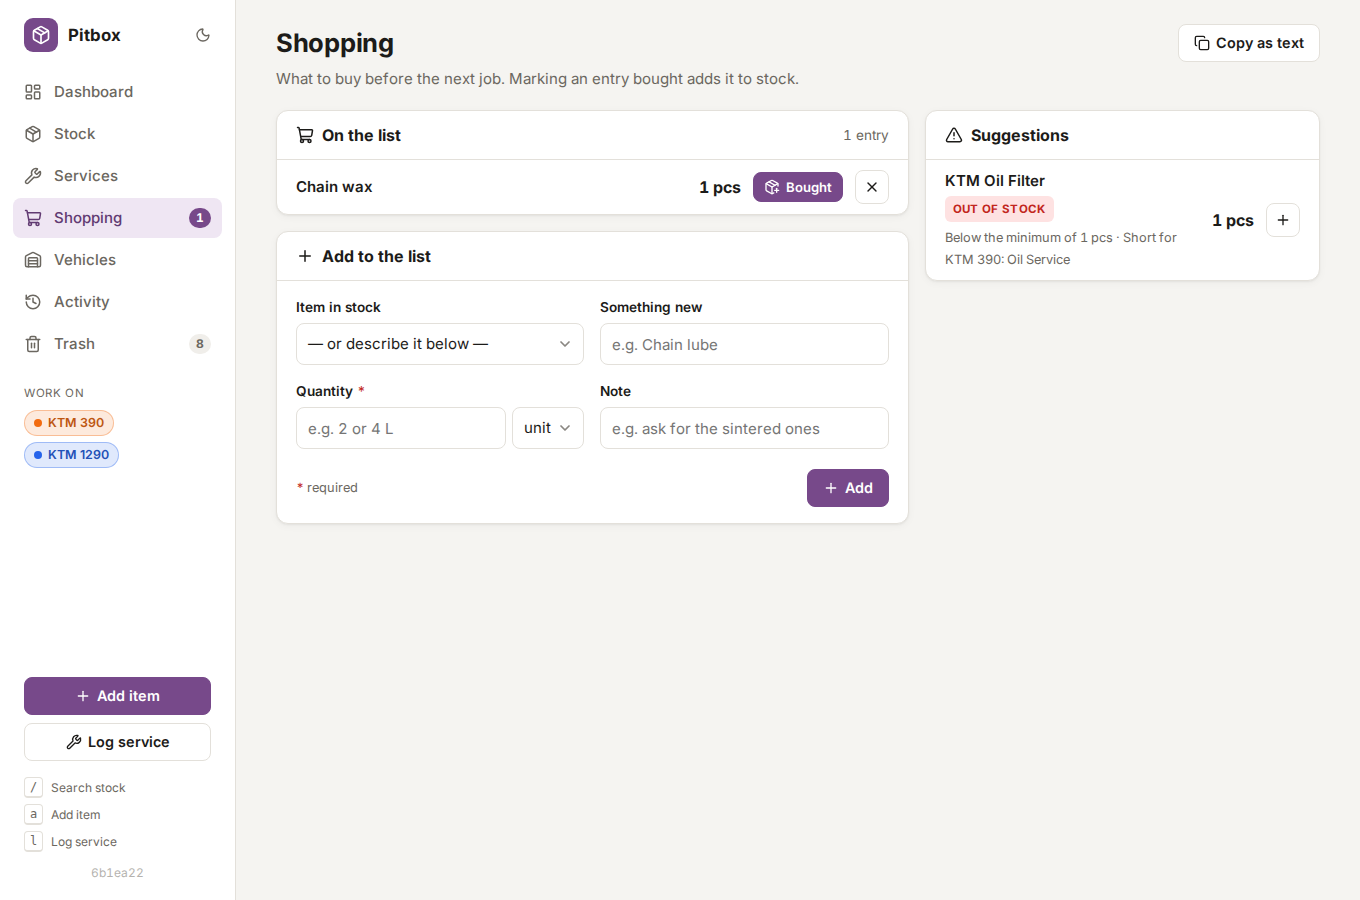 Pitbox
Dashboard
Stock
Services
Shopping 1
Vehicles
Activity
Trash 8
WORK ON
KTM 390
KTM 1290
Add item
Log service
/ Search stock
a Add item
l Log service
6b1ea22
Shopping
Copy as text
What to buy before the next job. Marking an entry bought adds it to stock.
On the list 1 entry
Chain wax 1 pcs Bought
Add to the list
Item in stock Something new
— or describe it below — e.g. Chain lube
Quantity * Note
e.g. 2 or 4 L unit e.g. ask for the sintered ones
* required Add
Suggestions
KTM Oil Filter
OUT OF STOCK
1 pcs
Below the minimum of 1 pcs · Short for
KTM 390: Oil Service